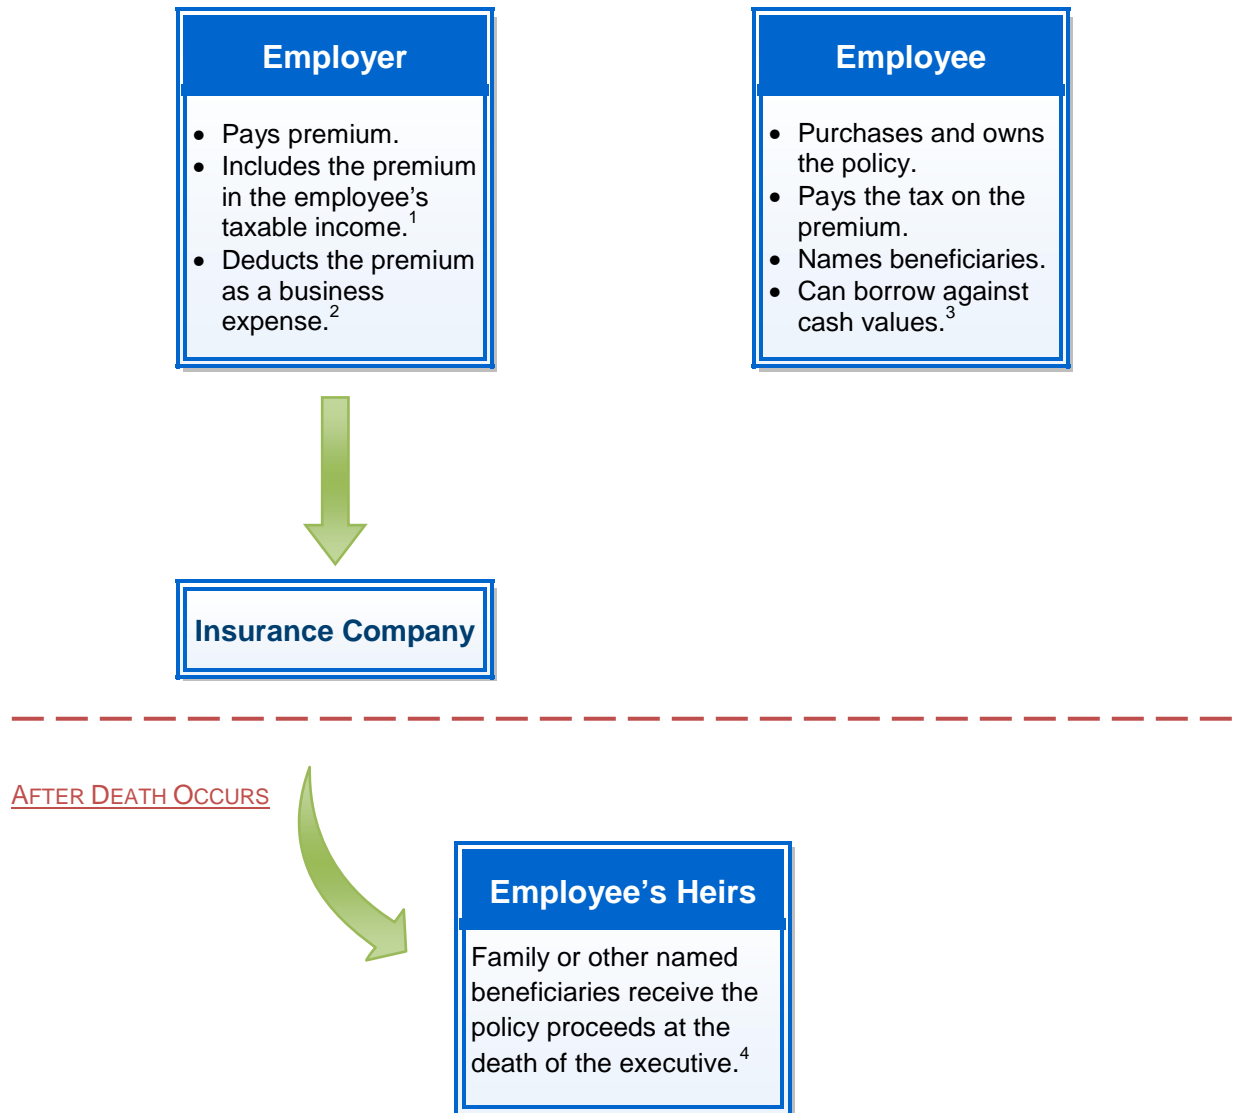 Employer
• Pays premium.
• Includes the premium
in the employee’s
taxable income.1
• Deducts the premium
as a business
expense.2
Employee
• Purchases and owns
the policy.
• Pays the tax on the
premium.
• Names beneficiaries.
• Can borrow against
cash values.3
Insurance Company
AFTER DEATH OCCURS
Employee’s Heirs
Family or other named
beneficiaries receive the
policy proceeds at the
death of the executive.4